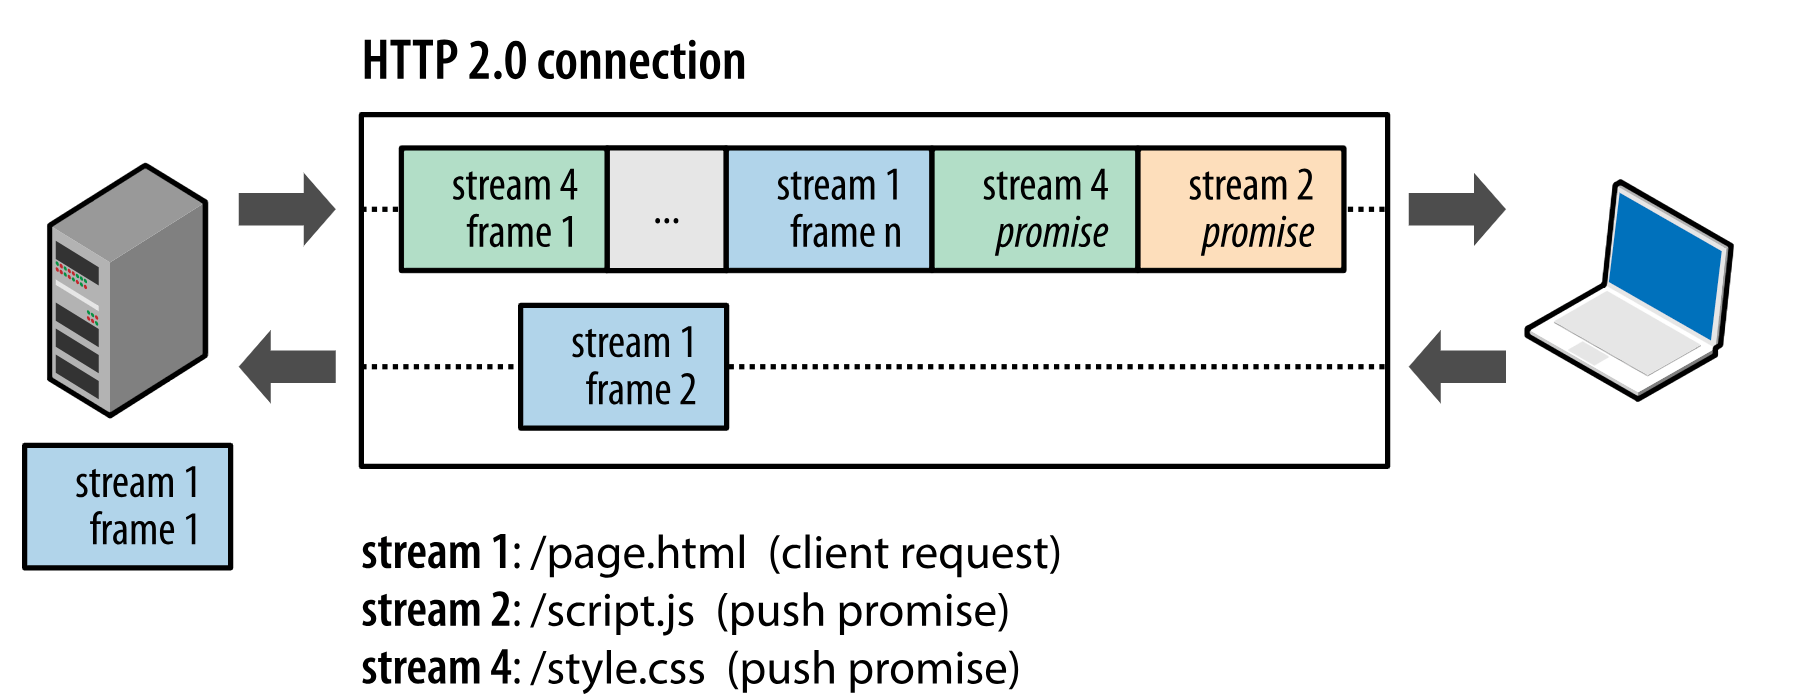 HTTP 2.0 connection
stream 4
frame 1
...
stream 1
frame n
stream 4
promise
stream 2
promise
stream 1
frame 2
stream 1
frame 1
stream 1: /page.html (client request)
stream 2: /script.js (push promise)
stream 4: /style.css (push promise)